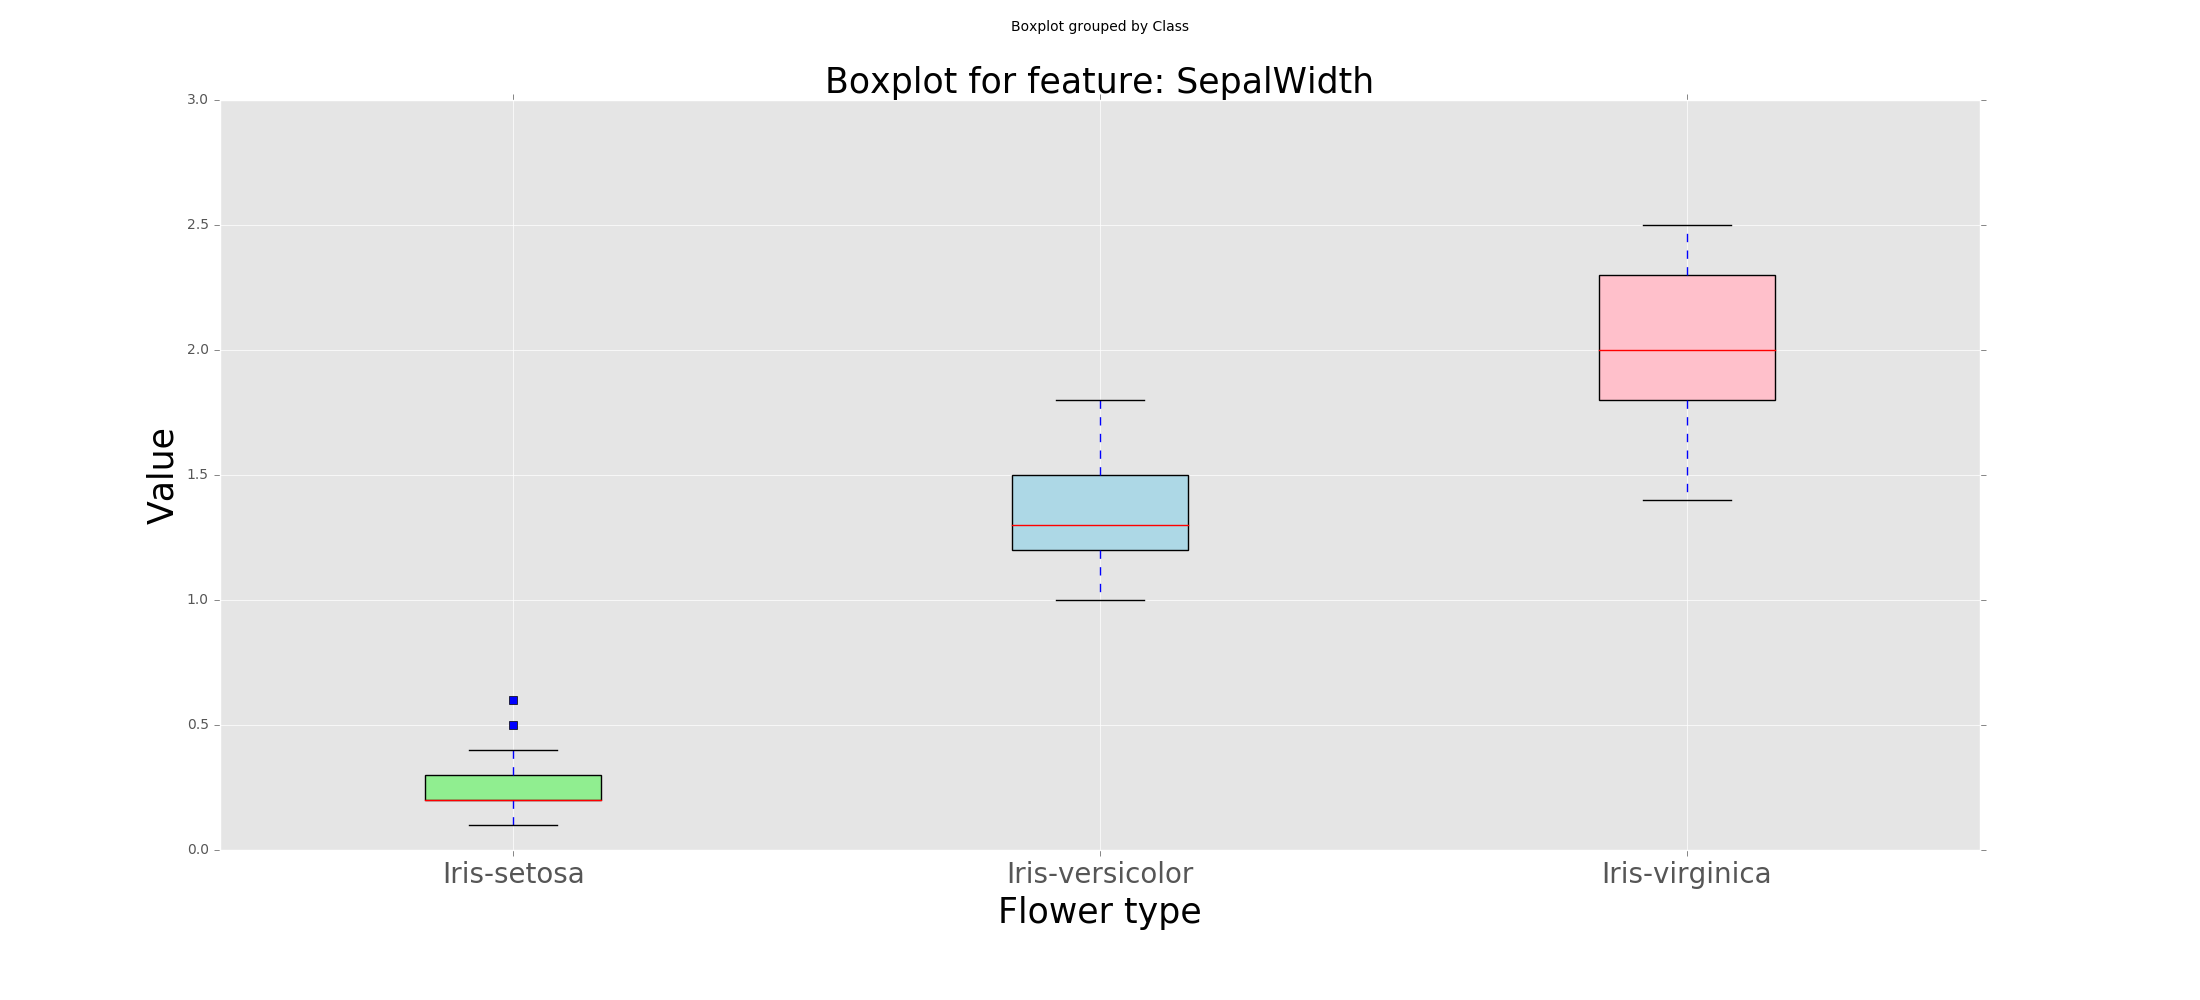 Boxplot grouped by Class
Boxplot for feature: SepalWidth
3.0
2.5
2.0
1.5
1.0
0.5
0.0
Value
Iris-setosa
Iris-versicolor
Iris-virginica
Flower type